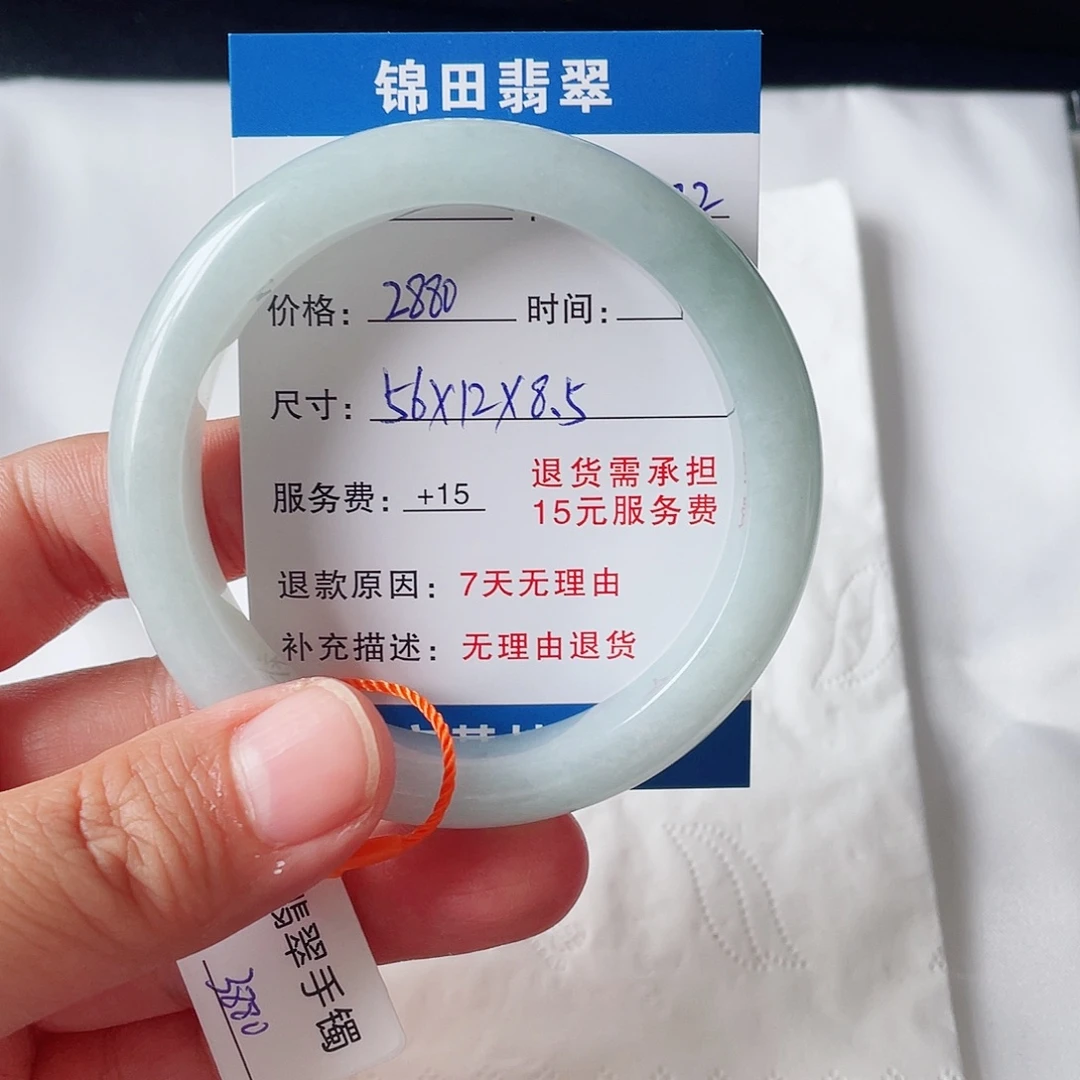 锦田翡翠
22
价格: 2880 时间:
尺寸: 56X12X8.5
服务费: +15 退货需承担
15元服务费
退款原因: 7天无理由
补充描述: 无理由退货
翡翠手镯